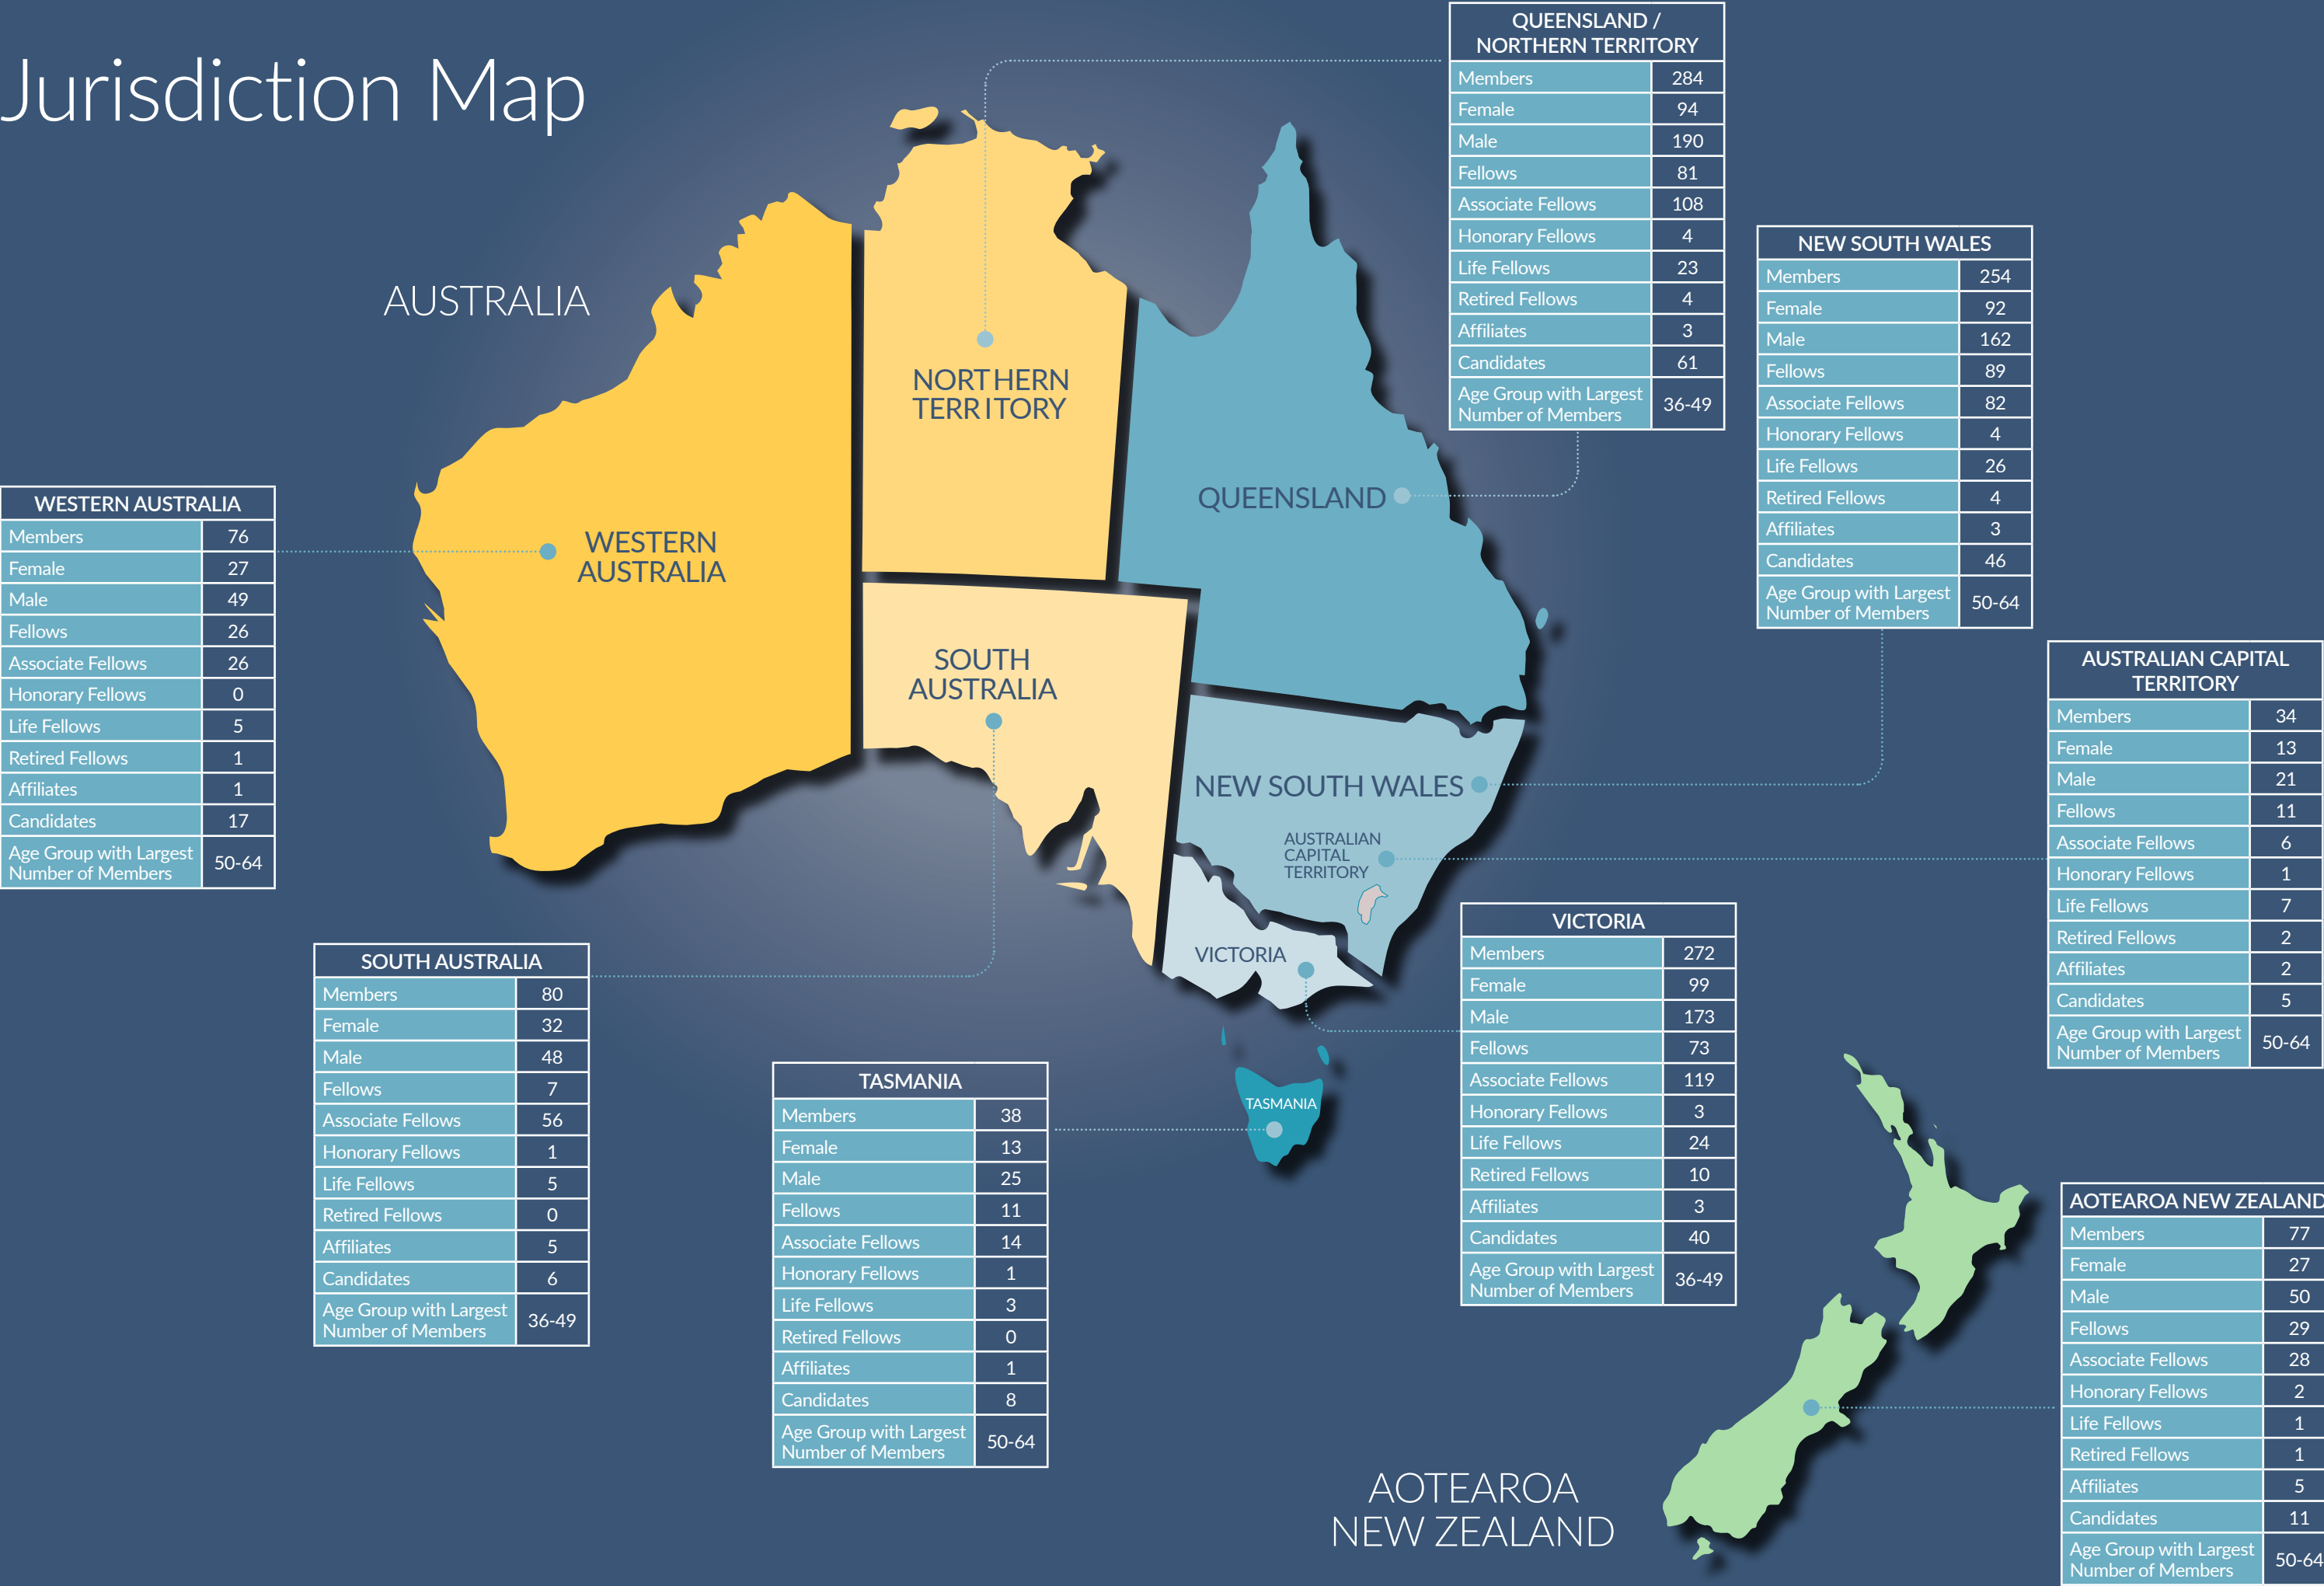 Jurisdiction Map
AUSTRALIA
NORTHERN
TERRITORY
QUEENSLAND
WESTERN
AUSTRALIA
SOUTH
AUSTRALIA
NEW SOUTH WALES
AUSTRALIAN
CAPITAL
TERRITORY
VICTORIA
TASMANIA
AOTEAROA
NEW ZEALAND
QUEENSLAND /
NORTHERN TERRITORY
Members 284
Female 94
Male 190
Fellows 81
Associate Fellows 108
Honorary Fellows 4
Life Fellows 23
Retired Fellows 4
Affiliates 3
Candidates 61
Age Group with Largest
Number of Members 36-49
NEW SOUTH WALES
Members 254
Female 92
Male 162
Fellows 89
Associate Fellows 82
Honorary Fellows 4
Life Fellows 26
Retired Fellows 4
Affiliates 3
Candidates 46
Age Group with Largest
Number of Members 50-64
WESTERN AUSTRALIA
Members 76
Female 27
Male 49
Fellows 26
Associate Fellows 26
Honorary Fellows 0
Life Fellows 5
Retired Fellows 1
Affiliates 1
Candidates 17
Age Group with Largest
Number of Members 50-64
AUSTRALIAN CAPITAL
TERRITORY
Members 34
Female 13
Male 21
Fellows 11
Associate Fellows 6
Honorary Fellows 1
Life Fellows 7
Retired Fellows 2
Affiliates 2
Candidates 5
Age Group with Largest
Number of Members 50-64
SOUTH AUSTRALIA
Members 80
Female 32
Male 48
Fellows 7
Associate Fellows 56
Honorary Fellows 1
Life Fellows 5
Retired Fellows 0
Affiliates 5
Candidates 6
Age Group with Largest
Number of Members 36-49
TASMANIA
Members 38
Female 13
Male 25
Fellows 11
Associate Fellows 14
Honorary Fellows 1
Life Fellows 3
Retired Fellows 0
Affiliates 1
Candidates 8
Age Group with Largest
Number of Members 50-64
VICTORIA
Members 272
Female 99
Male 173
Fellows 73
Associate Fellows 119
Honorary Fellows 3
Life Fellows 24
Retired Fellows 10
Affiliates 3
Candidates 40
Age Group with Largest
Number of Members 36-49
AOTEAROA NEW ZEALAND
Members 77
Female 27
Male 50
Fellows 29
Associate Fellows 28
Honorary Fellows 2
Life Fellows 1
Retired Fellows 1
Affiliates 5
Candidates 11
Age Group with Largest
Number of Members 50-64